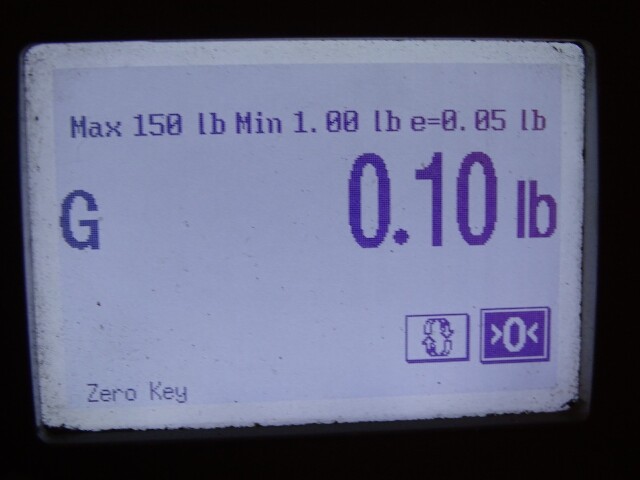 Max 150 lb Min 1.00 lb e=0.05 lb
G 0.10 lb
>0<
Zero Key